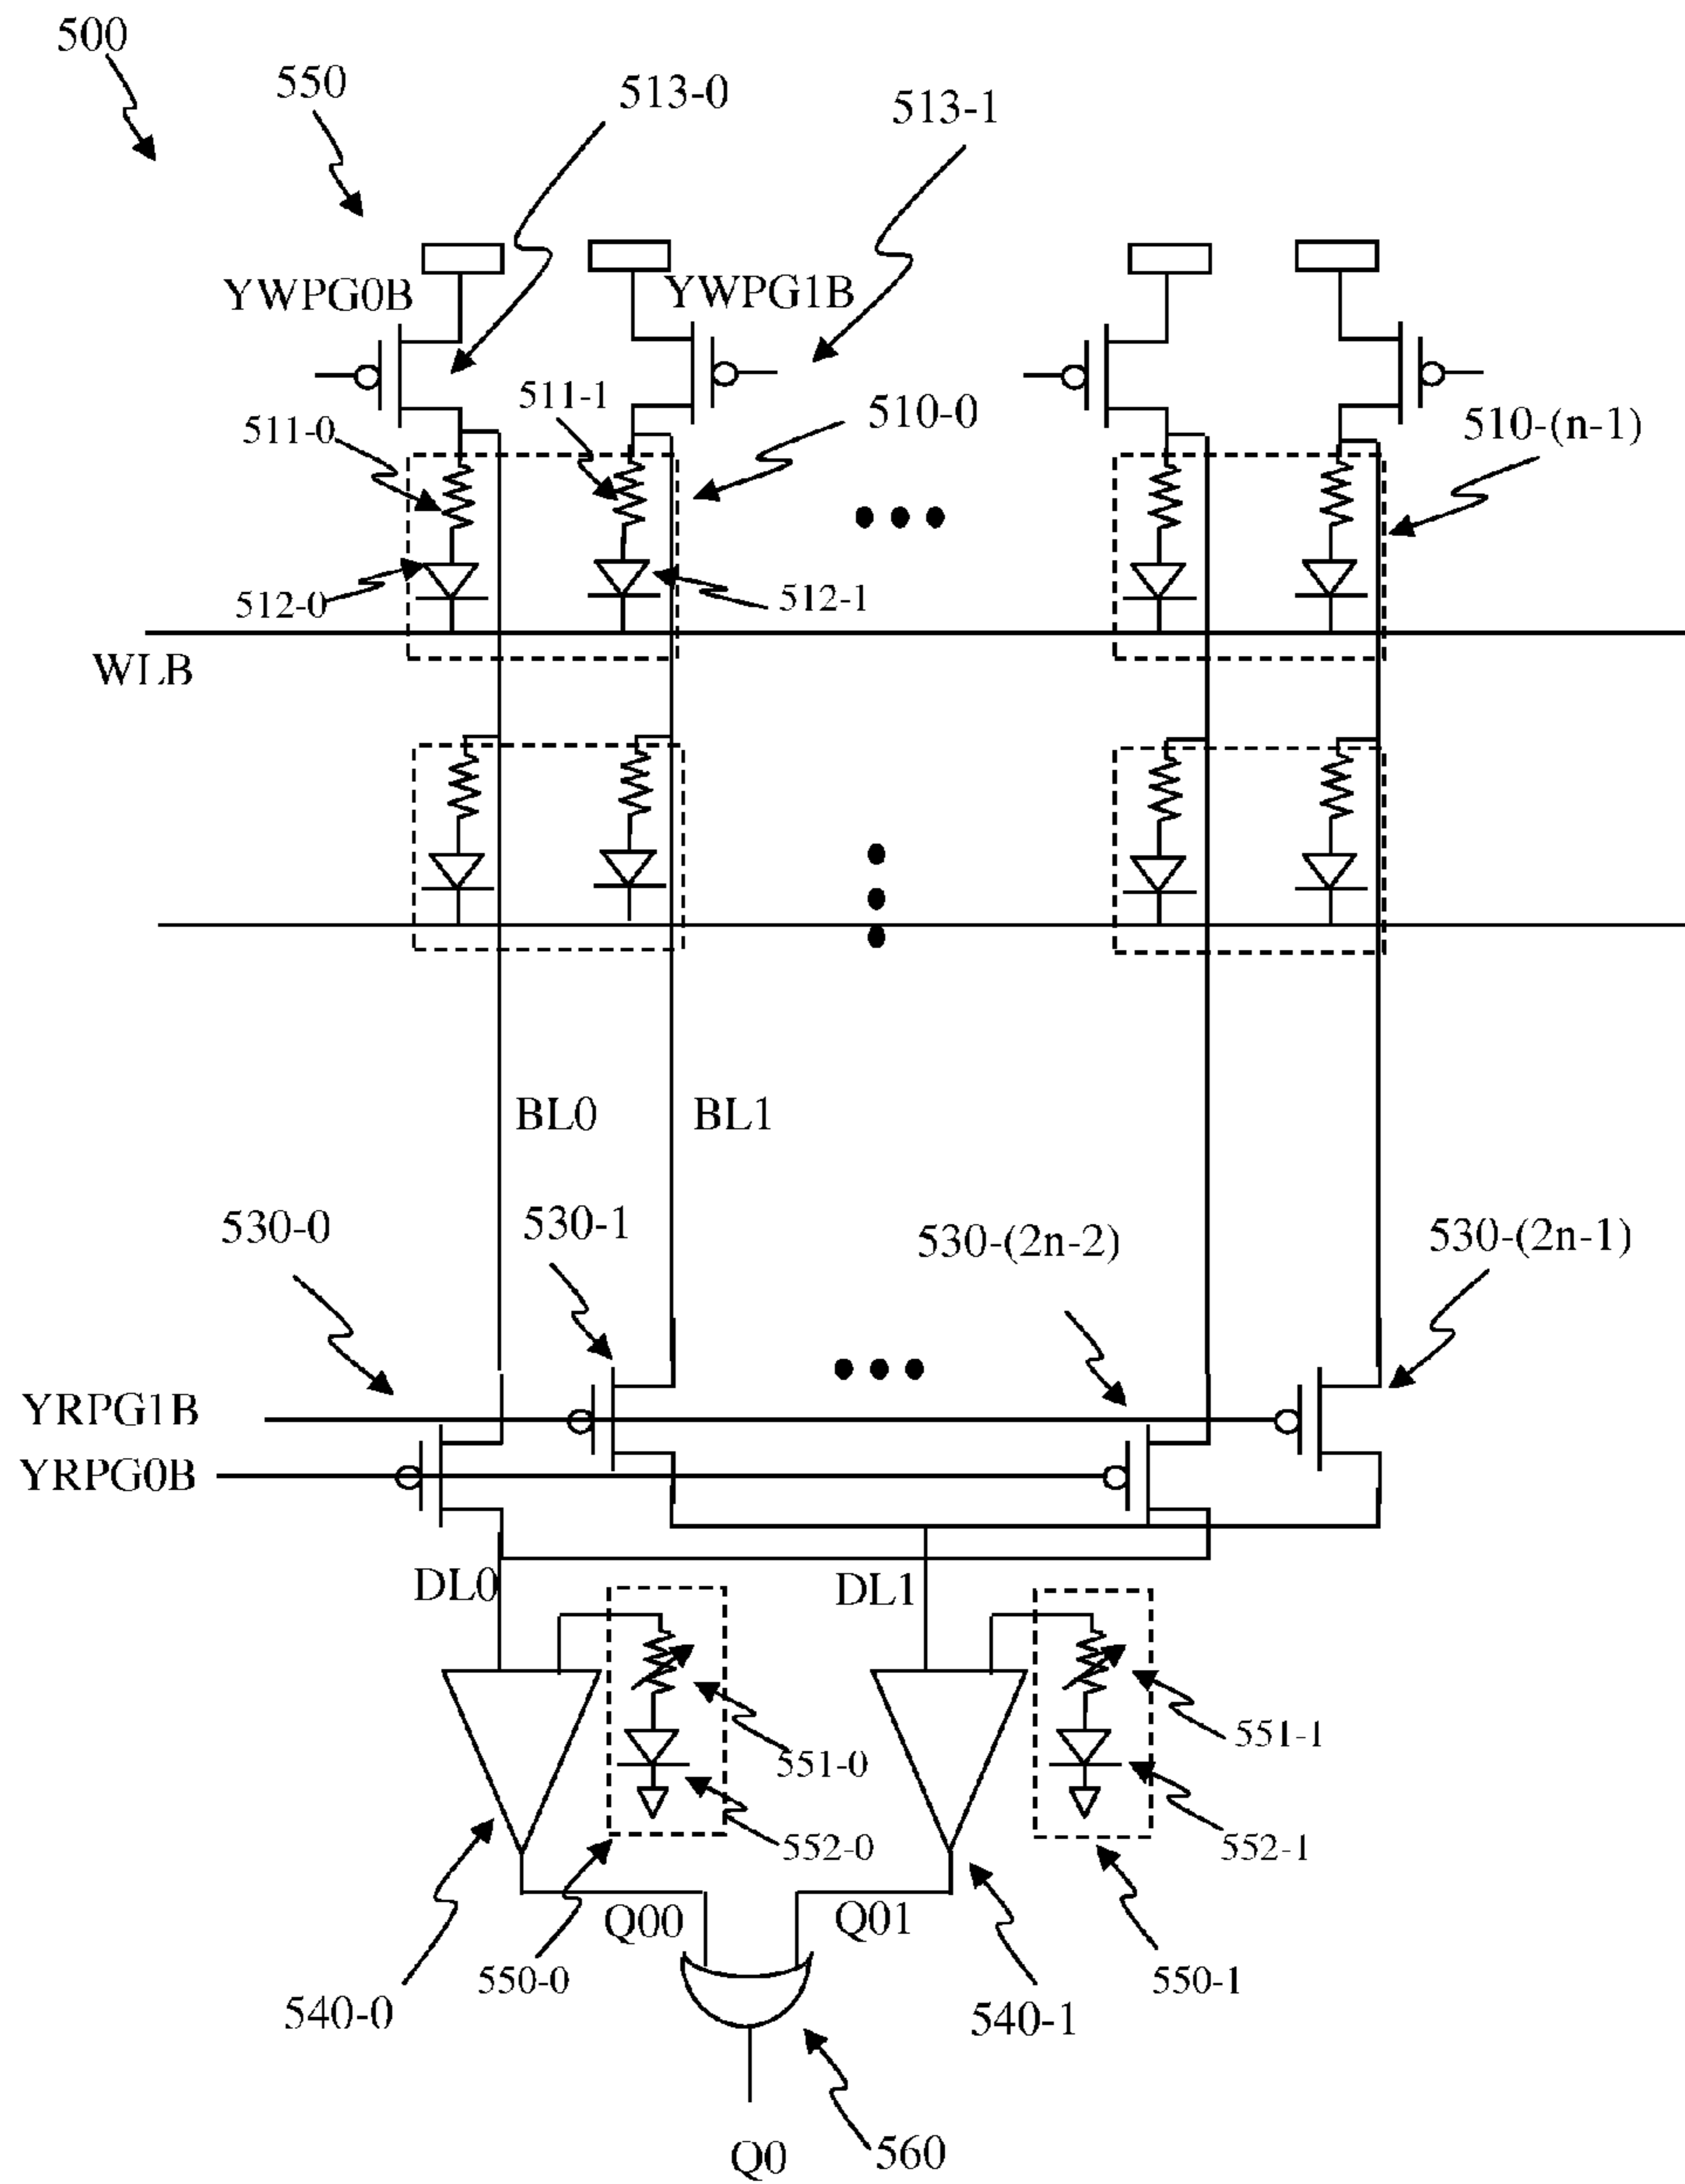 500
550
513-0
513-1
YWPG0B
YWPG1B
511-1
510-0
510-(n-1)
511-0
512-0
512-1
WLB
BL0
BL1
530-0
530-1
530-(2n-2)
530-(2n-1)
YRPG1B
YRPG0B
DL0
DL1
551-0
551-1
552-0
552-1
Q00
Q01
550-0
550-1
540-0
540-1
Q0
560